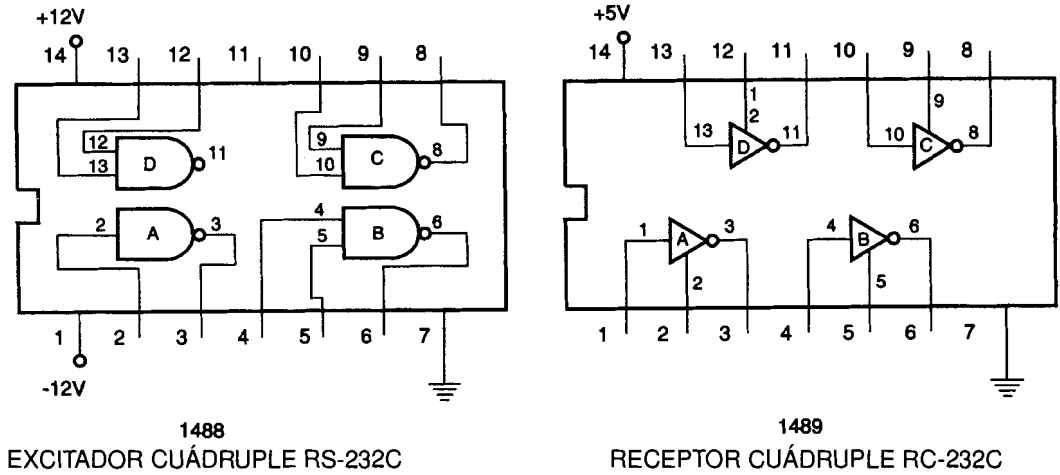 +12V
14 13 12 11 10 9 8
12
13
D
11
9
10
C
8
2
A
3
4
5
B
6
1 2 3 4 5 6 7
-12V
1488
EXCITADOR CUÁDRUPLE RS-232C
+5V
14 13 12 11 10 9 8
1
2
13
D
11
9
10
C
8
1
A
3
2
4
B
6
5
1 2 3 4 5 6 7
1489
RECEPTOR CUÁDRUPLE RC-232C